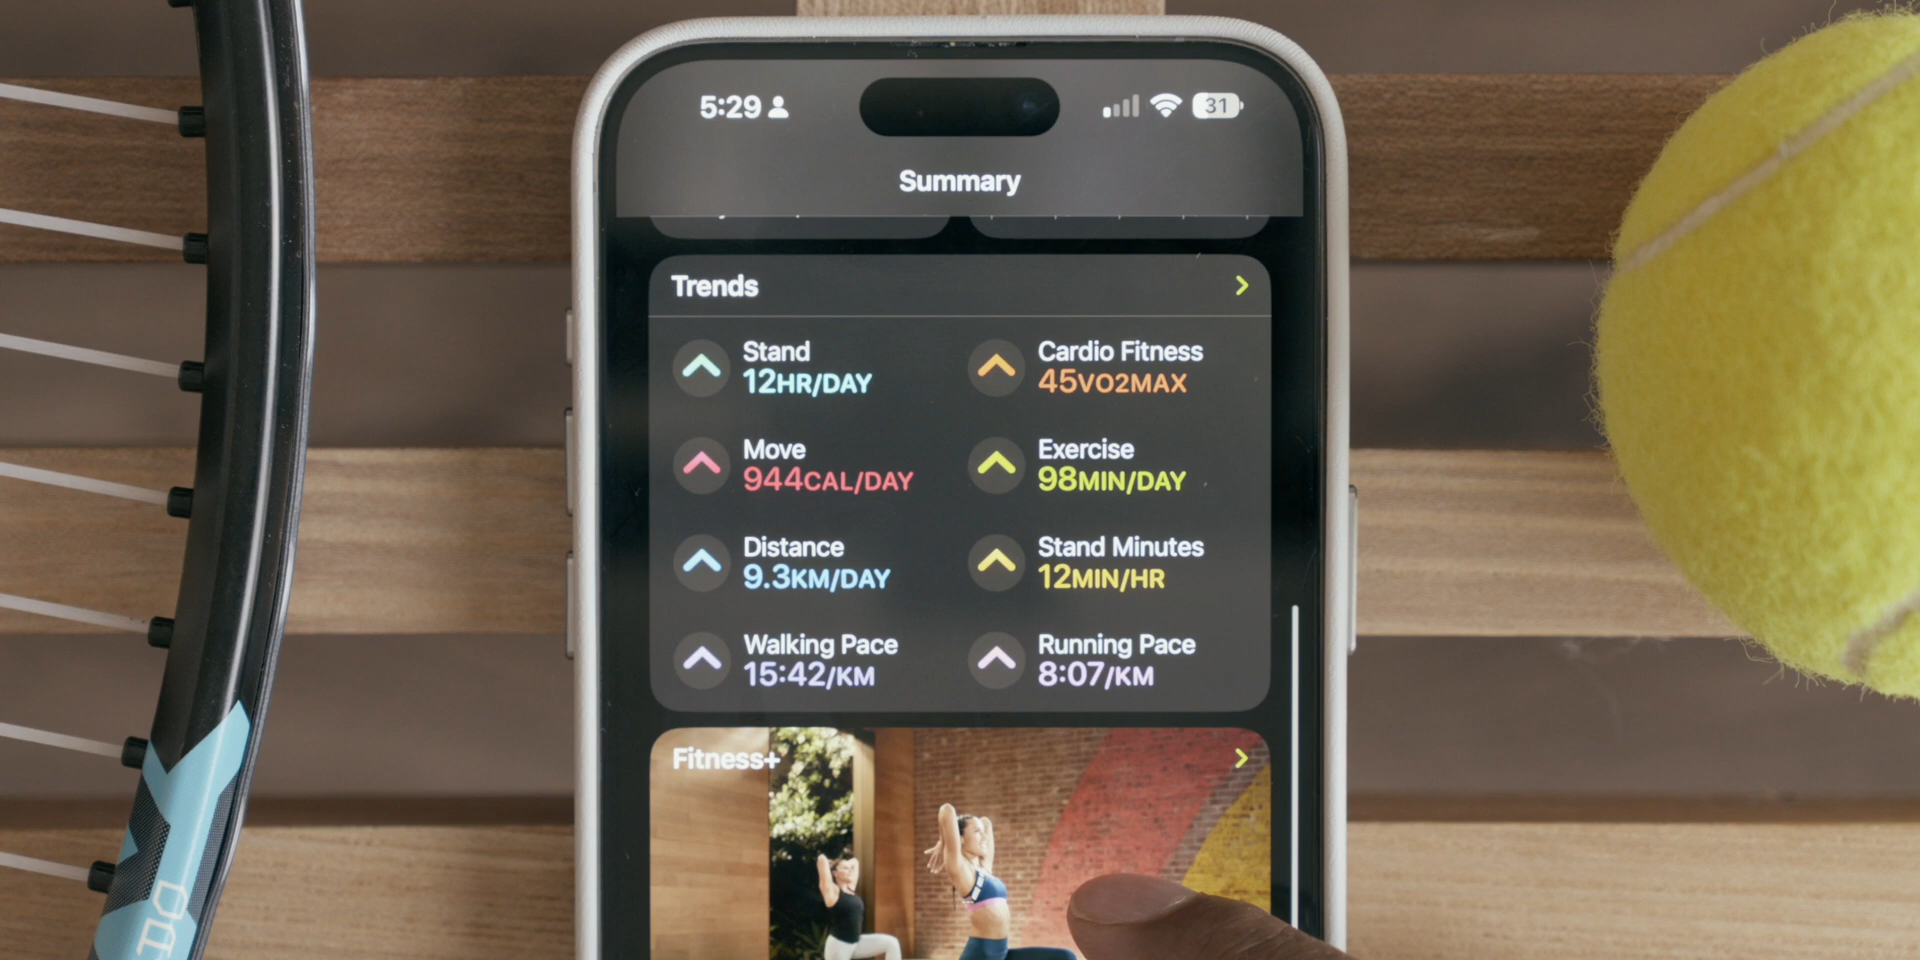 5:29
31
Summary
Trends
Stand
12HR/DAY
Cardio Fitness
45VO2MAX
Move
944CAL/DAY
Exercise
98MIN/DAY
Distance
9.3KM/DAY
Stand Minutes
12MIN/HR
Walking Pace
15:42/KM
Running Pace
8:07/KM
Fitness+